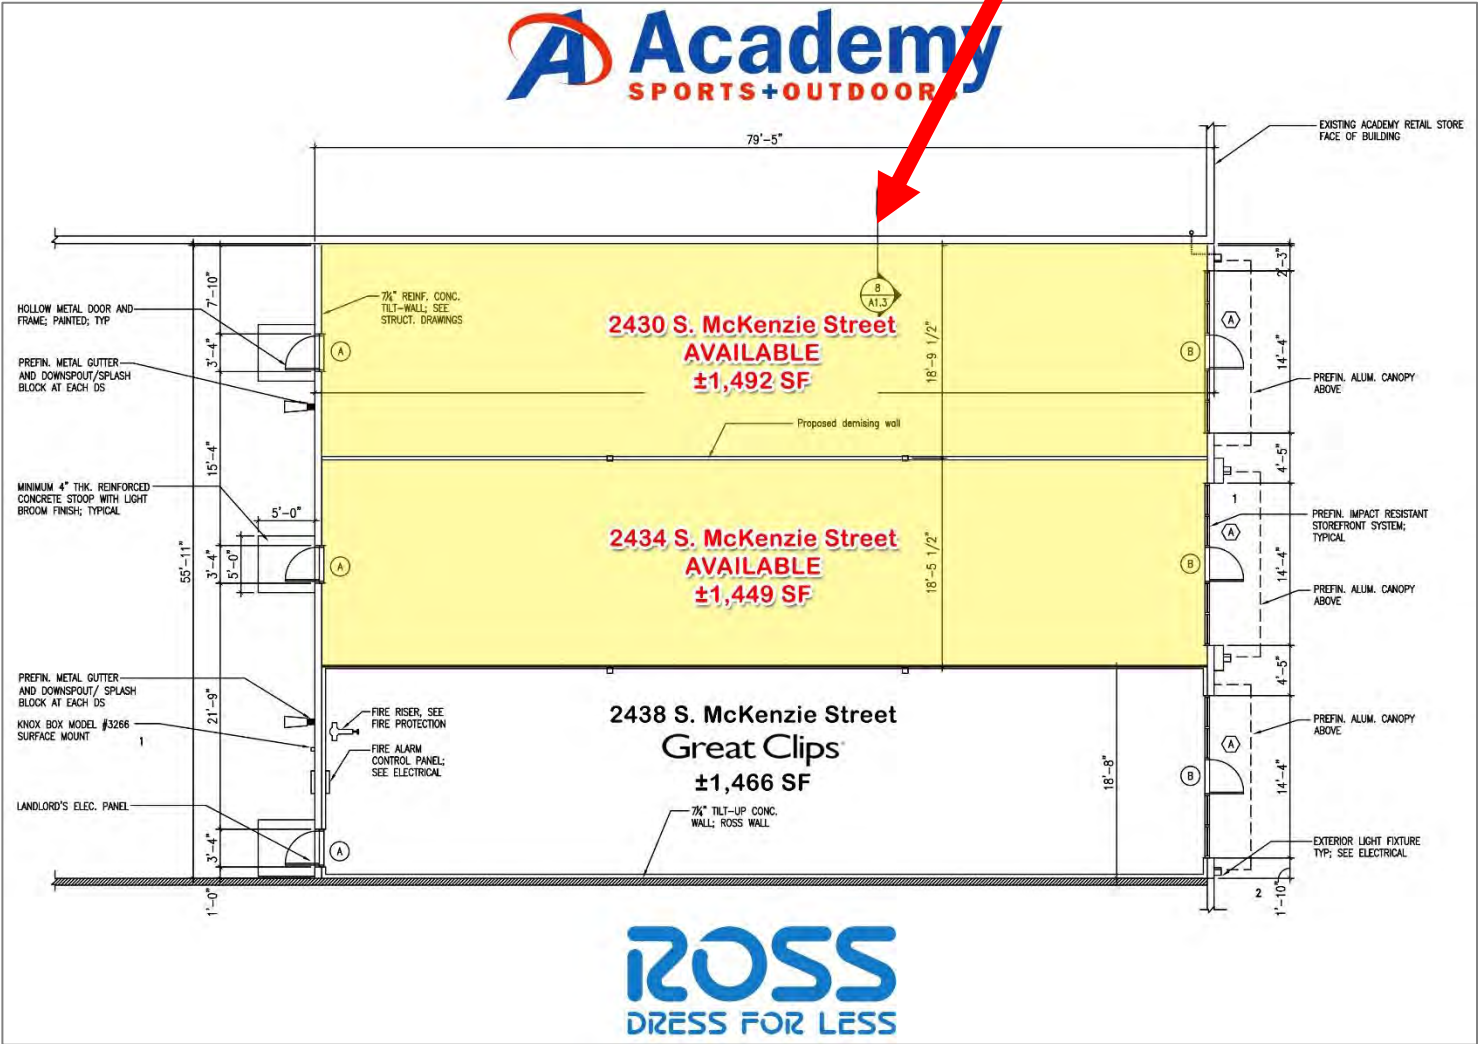 Academy
SPORTS+OUTDOORS
79'-5"
EXISTING ACADEMY RETAIL STORE
FACE OF BUILDING
HOLLOW METAL DOOR AND
FRAME; PAINTED; TYP
PREFIN. METAL GUTTER
AND DOWNSPOUT/SPLASH
BLOCK AT EACH DS
MINIMUM 4" THK. REINFORCED
CONCRETE STOOP WITH LIGHT
BROOM FINISH; TYPICAL
PREFIN. METAL GUTTER
AND DOWNSPOUT/ SPLASH
BLOCK AT EACH DS
KNOX BOX MODEL #3266
SURFACE MOUNT
1
LANDLORD'S ELEC. PANEL
55'-11"
7'-10"
3'-4"
15'-4"
5'-0"
3'-4"
5'-0"
21'-9"
3'-4"
1'-0"
7¼" REINF. CONC.
TILT-WALL; SEE
STRUCT. DRAWINGS
A
8
A1.3
2430 S. McKenzie Street
AVAILABLE
±1,492 SF
18'-9 1/2"
B
Proposed demising wall
A
2434 S. McKenzie Street
AVAILABLE
±1,449 SF
18'-5 1/2"
B
FIRE RISER, SEE
FIRE PROTECTION
FIRE ALARM
CONTROL PANEL;
SEE ELECTRICAL
2438 S. McKenzie Street
Great Clips
±1,466 SF
7¼" TILT-UP CONC.
WALL; ROSS WALL
18'-8"
A
B
2'-3"
A
14'-4"
PREFIN. ALUM. CANOPY
ABOVE
4'-5"
1
A
PREFIN. IMPACT RESISTANT
STOREFRONT SYSTEM;
TYPICAL
14'-4"
PREFIN. ALUM. CANOPY
ABOVE
4'-5"
PREFIN. ALUM. CANOPY
ABOVE
A
14'-4"
EXTERIOR LIGHT FIXTURE
TYP; SEE ELECTRICAL
2
1'-10"
ROSS
DRESS FOR LESS